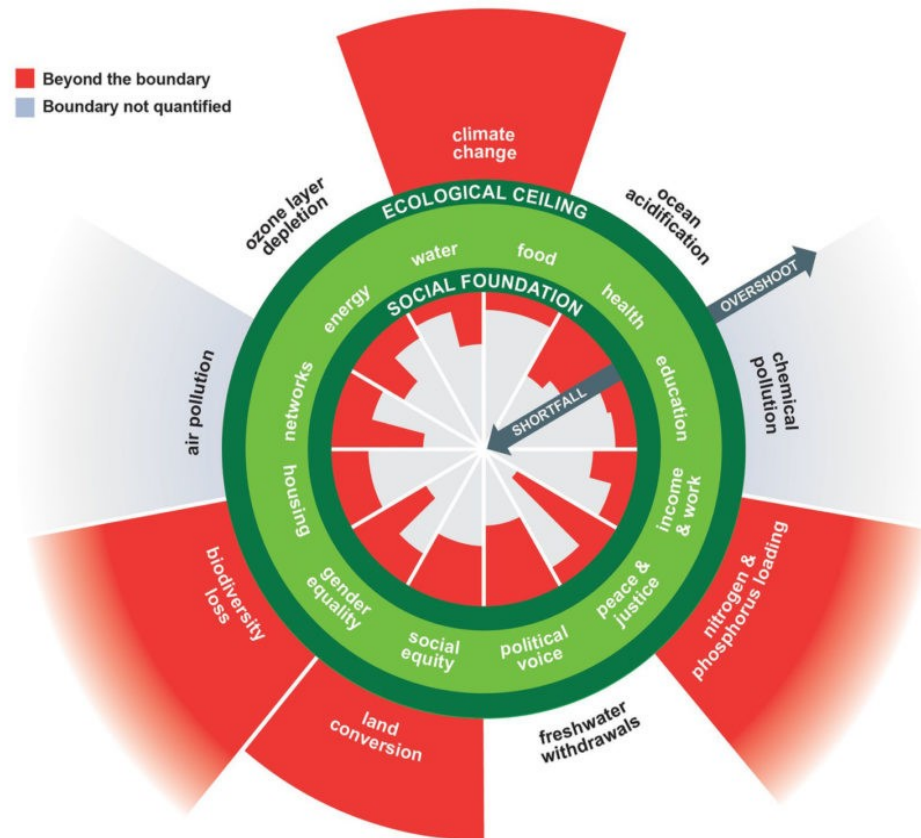 Beyond the boundary
Boundary not quantified
climate
change
ozone layer
depletion
ocean
acidification
ECOLOGICAL CEILING
OVERSHOOT
water
food
energy
SOCIAL FOUNDATION
health
air pollution
networks
SHORTFALL
education
chemical
pollution
housing
income
& work
biodiversity
loss
gender
equality
social
equity
political
voice
peace &
justice
nitrogen &
phosphorus loading
land
conversion
freshwater
withdrawals